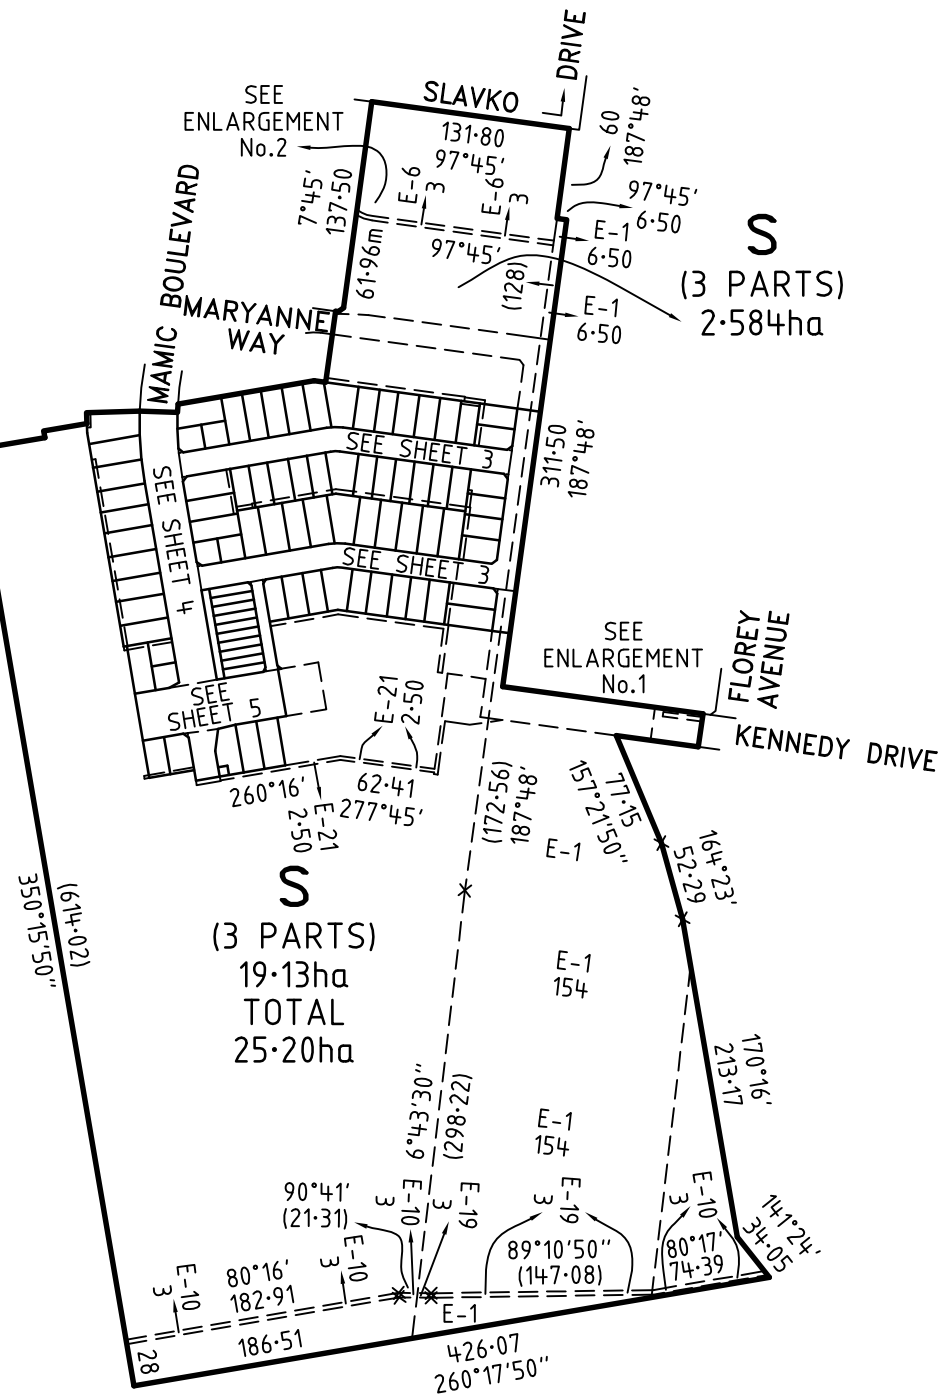 DRIVE
SLAVKO
SEE
ENLARGEMENT
No.2
131·80
97°45'
60
187°48'
7°45'
137·50
E-6
3
E-6
3
97°45'
6·50
E-1
6·50
S
(3 PARTS)
2·584ha
MAMIC BOULEVARD
61·96m
97°45'
(128)
E-1
6·50
MARYANNE
WAY
SEE SHEET 3
311·50
187°48'
SEE SHEET 4
SEE SHEET 3
SEE
ENLARGEMENT
No.1
FLOREY
AVENUE
KENNEDY DRIVE
SEE
SHEET 5
E-21
2·50
260°16'
62·41
277°45'
E-21
2·50
(172·56)
187°48'
77·15
157°21'50"
E-1
164°23'
52·29
S
(3 PARTS)
19·13ha
TOTAL
25·20ha
(614·02)
350°15'50"
E-1
154
170°16'
213·17
6°43'30"
(298·22)
E-1
154
90°41'
(21·31)
E-10
3
E-19
3
E-19
3
E-10
3
141°24'
34·05
E-10
3
80°16'
182·91
E-10
3
89°10'50"
(147·08)
80°17'
74·39
E-1
186·51
28
426·07
260°17'50"